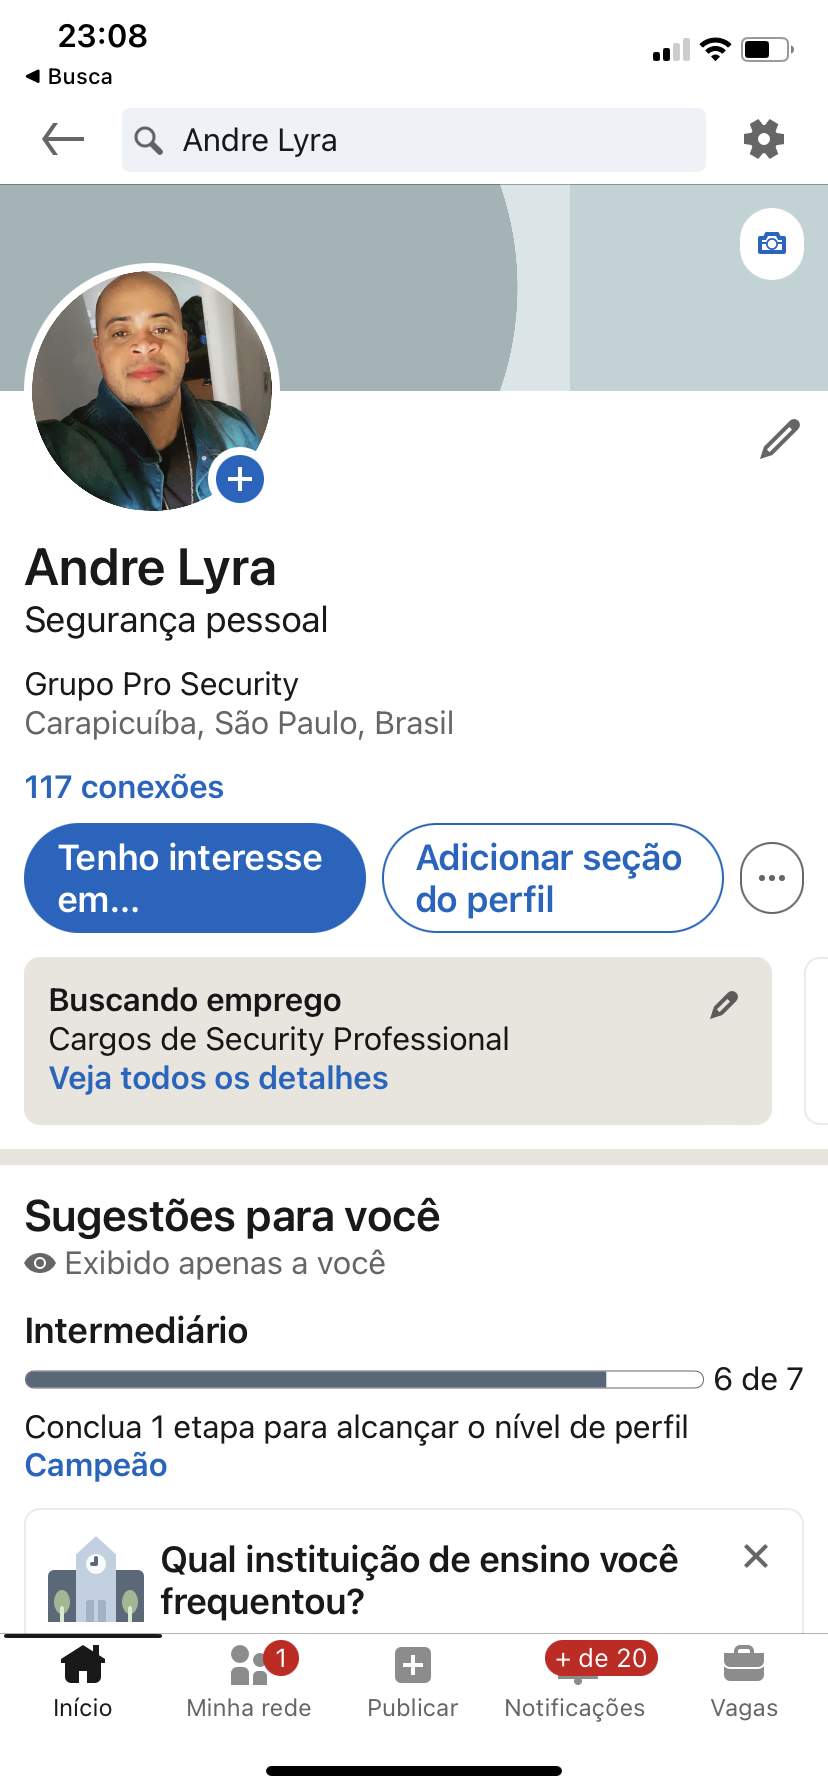 23:08
◀ Busca
Andre Lyra
Andre Lyra
Segurança pessoal
Grupo Pro Security
Carapicuíba, São Paulo, Brasil
117 conexões
Tenho interesse
em...
Adicionar seção
do perfil
Buscando emprego
Cargos de Security Professional
Veja todos os detalhes
Sugestões para você
Exibido apenas a você
Intermediário
6 de 7
Conclua 1 etapa para alcançar o nível de perfil
Campeão
Qual instituição de ensino você
frequentou?
1
+ de 20
Início
Minha rede
Publicar
Notificações
Vagas